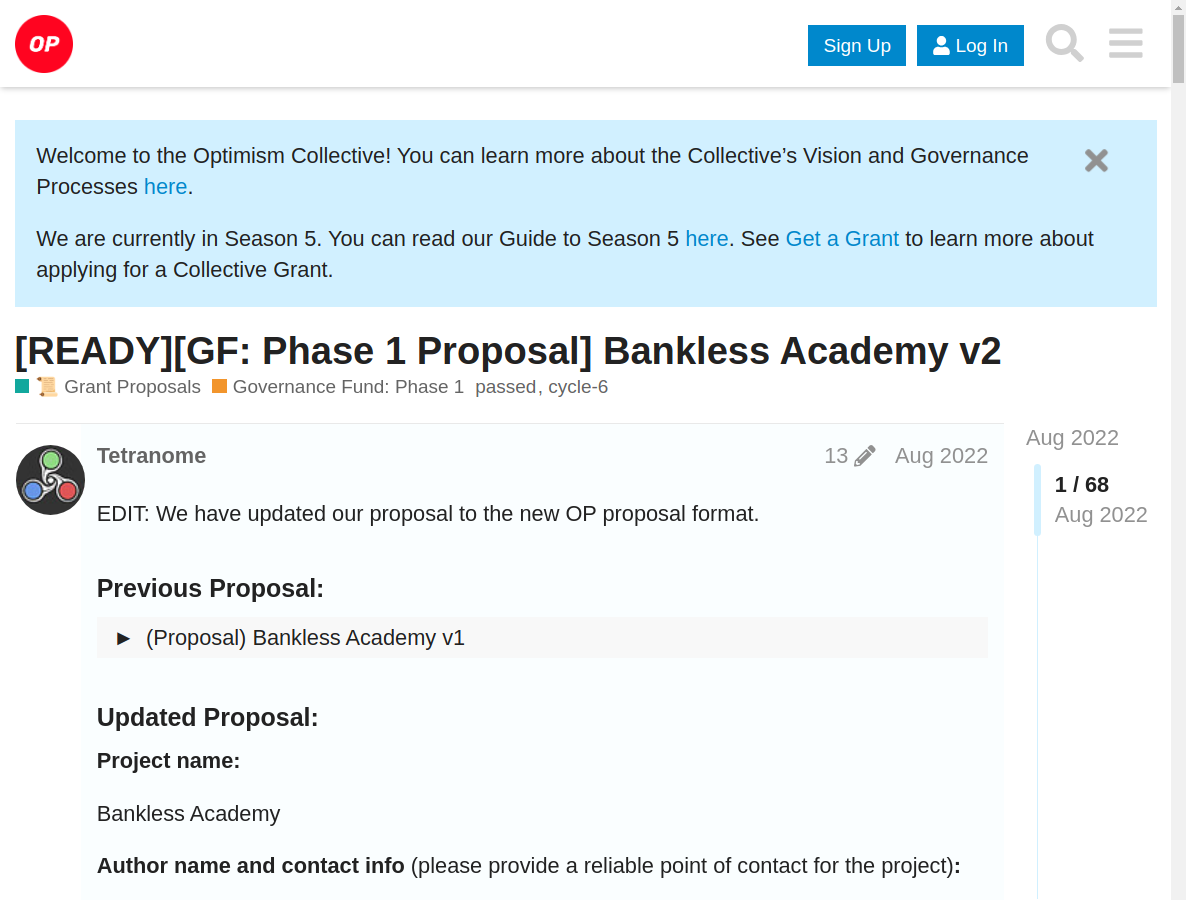 OP
Sign Up
Log In
Welcome to the Optimism Collective! You can learn more about the Collective’s Vision and Governance
Processes here.
We are currently in Season 5. You can read our Guide to Season 5 here. See Get a Grant to learn more about
applying for a Collective Grant.
[READY][GF: Phase 1 Proposal] Bankless Academy v2
📜 Grant Proposals Governance Fund: Phase 1 passed, cycle-6
Tetranome 13 Aug 2022
EDIT: We have updated our proposal to the new OP proposal format.
Previous Proposal:
► (Proposal) Bankless Academy v1
Updated Proposal:
Project name:
Bankless Academy
Author name and contact info (please provide a reliable point of contact for the project):
Aug 2022
1 / 68
Aug 2022